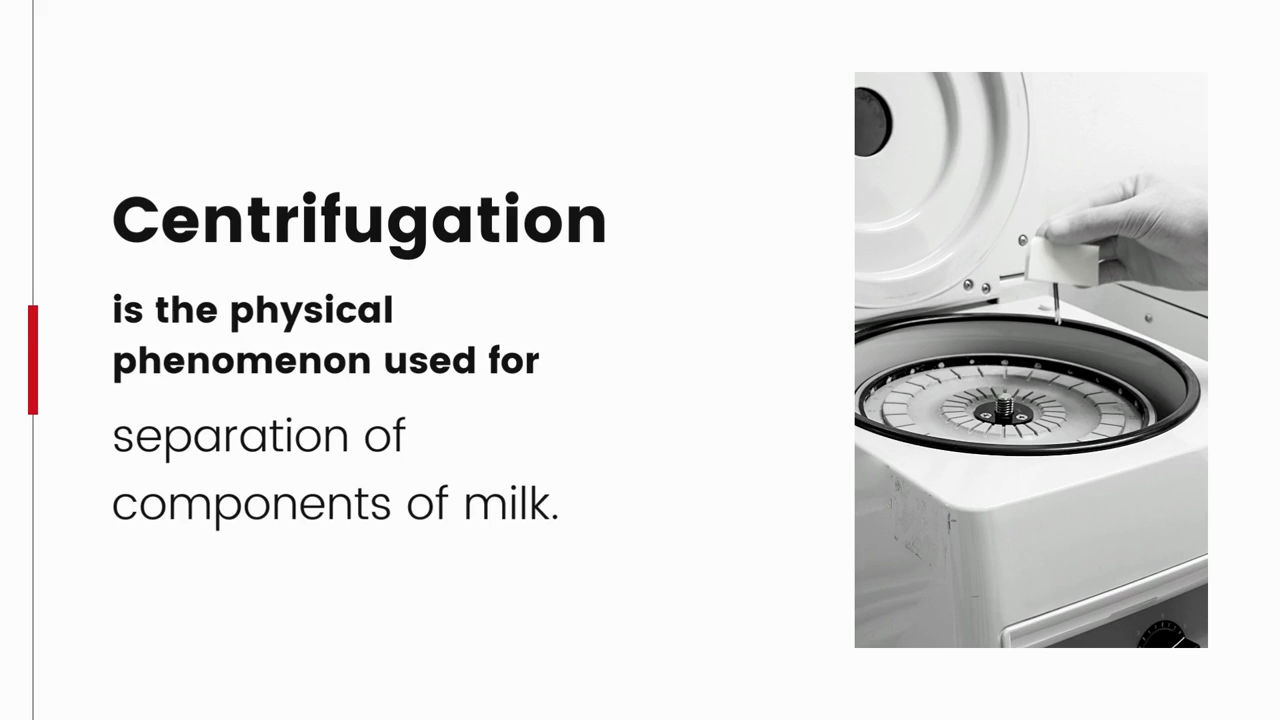 Centrifugation
is the physical
phenomenon used for
separation of
components of milk.